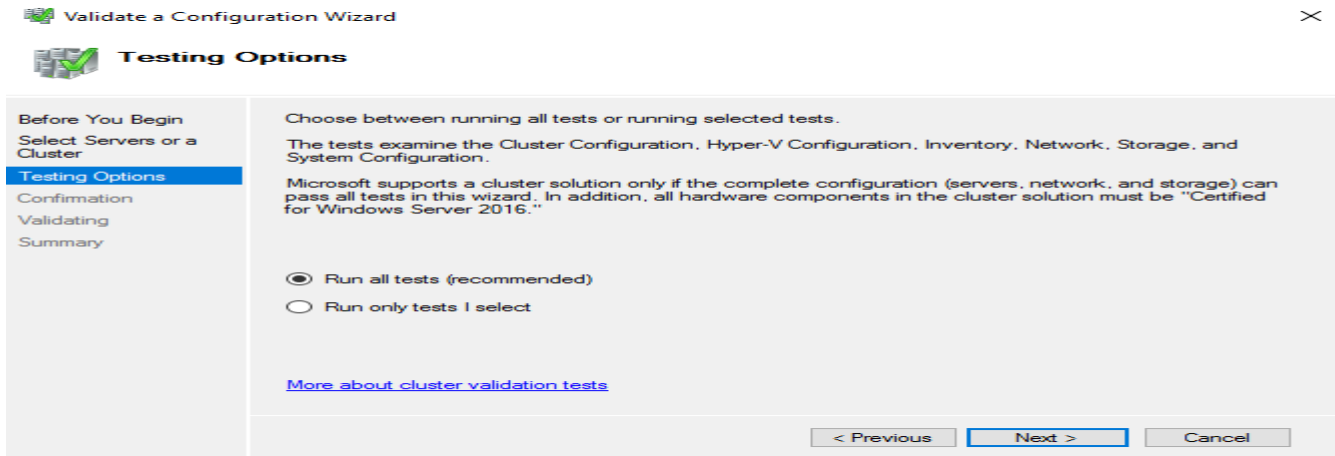 Validate a Configuration Wizard
Testing Options
Before You Begin
Select Servers or a
Cluster
Testing Options
Confirmation
Validating
Summary
Choose between running all tests or running selected tests.
The tests examine the Cluster Configuration, Hyper-V Configuration, Inventory, Network, Storage, and
System Configuration.
Microsoft supports a cluster solution only if the complete configuration (servers, network, and storage) can
pass all tests in this wizard. In addition, all hardware components in the cluster solution must be "Certified
for Windows Server 2016."
Run all tests (recommended)
Run only tests I select
More about cluster validation tests
< Previous
Next >
Cancel